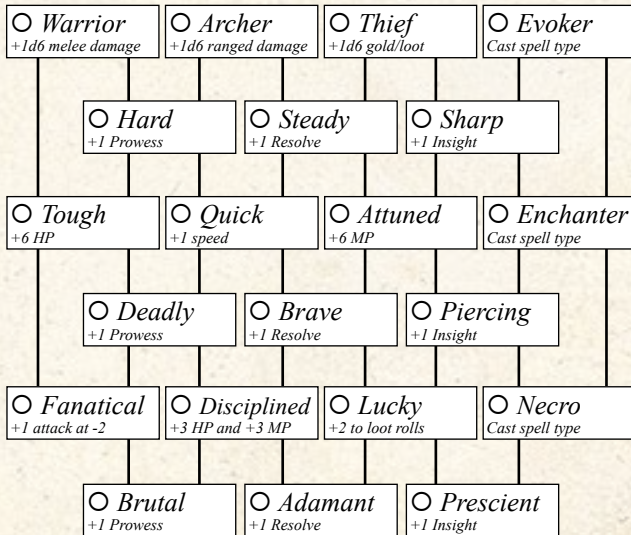 Warrior
+1d6 melee damage
Archer
+1d6 ranged damage
Thief
+1d6 gold/loot
Evoker
Cast spell type
Hard
+1 Prowess
Steady
+1 Resolve
Sharp
+1 Insight
Tough
+6 HP
Quick
+1 speed
Attuned
+6 MP
Enchanter
Cast spell type
Deadly
+1 Prowess
Brave
+1 Resolve
Piercing
+1 Insight
Fanatical
+1 attack at -2
Disciplined
+3 HP and +3 MP
Lucky
+2 to loot rolls
Necro
Cast spell type
Brutal
+1 Prowess
Adamant
+1 Resolve
Prescient
+1 Insight